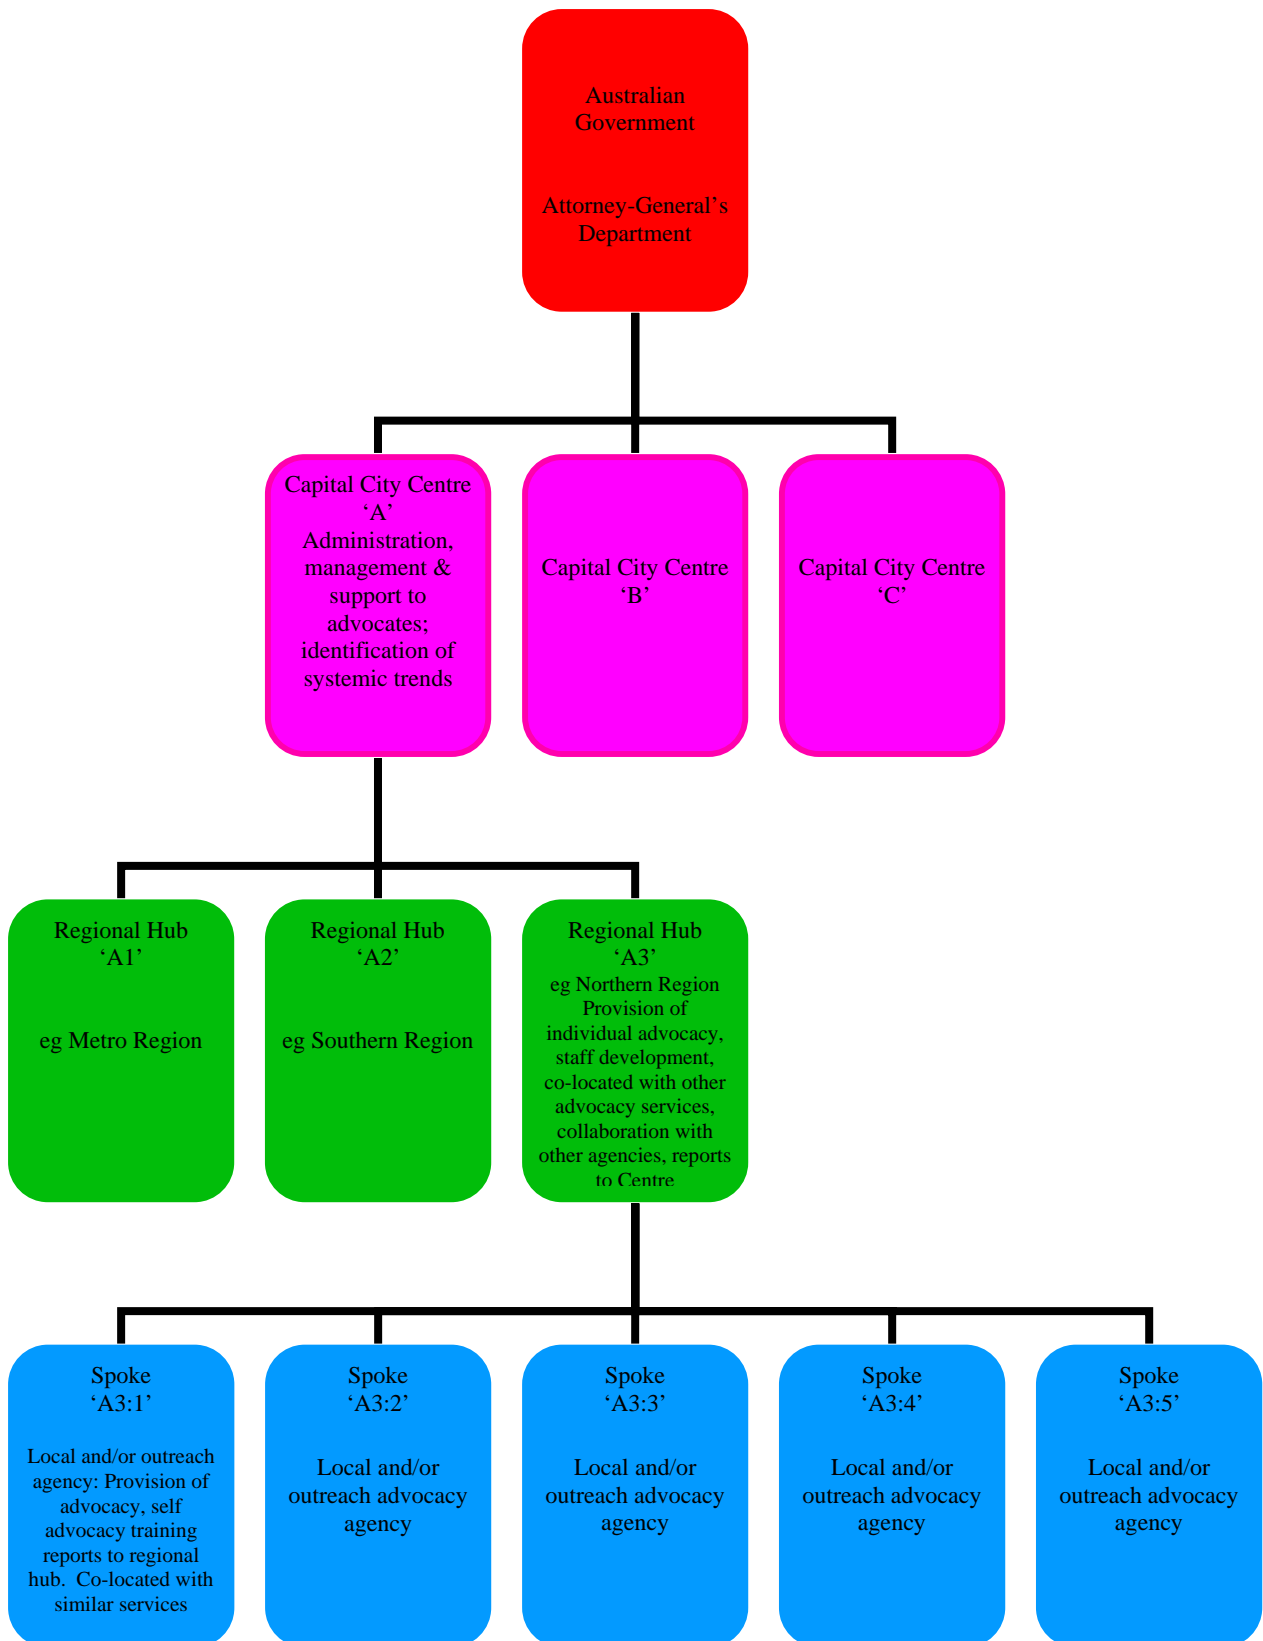 Australian
Government
Attorney-General’s
Department
Capital City Centre
‘A’
Administration,
management &
support to
advocates;
identification of
systemic trends
Capital City Centre
‘B’
Capital City Centre
‘C’
Regional Hub
‘A1’
eg Metro Region
Regional Hub
‘A2’
eg Southern Region
Regional Hub
‘A3’
eg Northern Region
Provision of
individual advocacy,
staff development,
co-located with other
advocacy services,
collaboration with
other agencies, reports
to Centre
Spoke
‘A3:1’
Local and/or outreach
agency: Provision of
advocacy, self
advocacy training
reports to regional
hub.  Co-located with
similar services
Spoke
‘A3:2’
Local and/or
outreach advocacy
agency
Spoke
‘A3:3’
Local and/or
outreach advocacy
agency
Spoke
‘A3:4’
Local and/or
outreach advocacy
agency
Spoke
‘A3:5’
Local and/or
outreach advocacy
agency